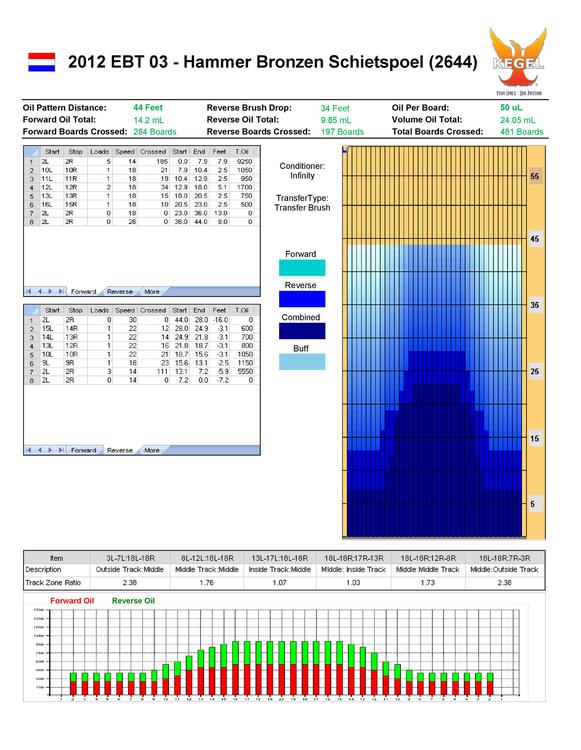 2012 EBT 03 - Hammer Bronzen Schietspoel (2644)
KEGEL
Oil Pattern Distance: 44 Feet Reverse Brush Drop: 34 Feet Oil Per Board: 50 uL
Forward Oil Total: 14.2 mL Reverse Oil Total: 9.85 mL Volume Oil Total: 24.05 mL
Forward Boards Crossed: 284 Boards Reverse Boards Crossed: 197 Boards Total Boards Crossed: 481 Boards
Start Stop Loads Speed Crossed Start End Feet T.Oil
1 2L 2R 5 14 185 0.0 7.9 7.9 9250
2 10L 10R 1 18 21 7.9 10.4 2.5 1050
3 11L 11R 1 18 19 10.4 12.9 2.5 950
4 12L 12R 2 18 34 12.9 18.0 5.1 1700
5 13L 13R 1 18 15 18.0 20.5 2.5 750
6 16L 15R 1 18 10 20.5 23.0 2.5 500
7 2L 2R 0 18 0 23.0 36.0 13.0 0
8 2L 2R 0 26 0 36.0 44.0 8.0 0
Forward Reverse More
Start Stop Loads Speed Crossed Start End Feet T.Oil
1 2L 2R 0 30 0 44.0 28.0 -16.0 0
2 15L 14R 1 22 12 28.0 24.9 -3.1 600
3 14L 13R 1 22 14 24.9 21.8 -3.1 700
4 13L 12R 1 22 16 21.8 18.7 -3.1 800
5 10L 10R 1 22 21 18.7 15.6 -3.1 1050
6 9L 9R 1 18 23 15.6 13.1 -2.5 1150
7 2L 2R 3 14 111 13.1 7.2 -5.9 5550
8 2L 2R 0 14 0 7.2 0.0 -7.2 0
Forward Reverse More
Conditioner:
Infinity
TransferType:
Transfer Brush
Forward
Reverse
Combined
Buff
55
45
35
25
15
5
Item 3L-7L:18L-18R 8L-12L:18L-18R 13L-17L:18L-18R 18L-18R:17R-13R 18L-18R:12R-8R 18L-18R:7R-3R
Description Outside Track:Middle Middle Track:Middle Inside Track:Middle Middle: Inside Track Middle:Middle Track Middle:Outside Track
Track Zone Ratio 2.38 1.76 1.07 1.03 1.73 2.38
Forward Oil Reverse Oil